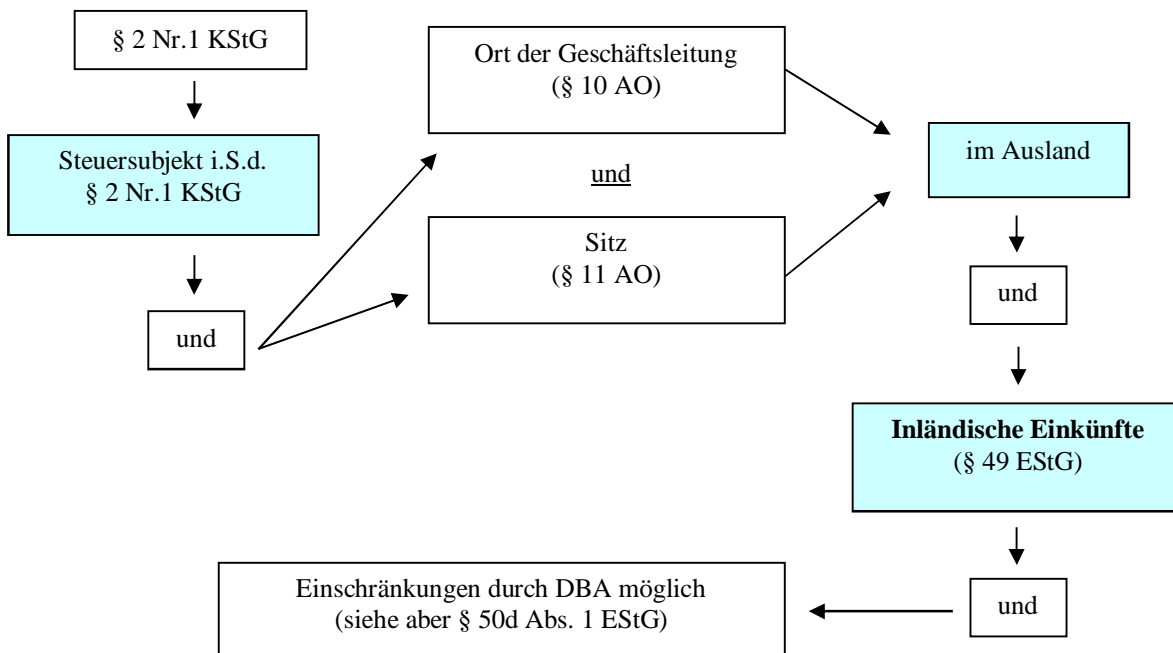 § 2 Nr.1 KStG
Steuersubjekt i.S.d.
§ 2 Nr.1 KStG
und
Ort der Geschäftsleitung
(§ 10 AO)
und
Sitz
(§ 11 AO)
im Ausland
und
Inländische Einkünfte
(§ 49 EStG)
und
Einschränkungen durch DBA möglich
(siehe aber § 50d Abs. 1 EStG)